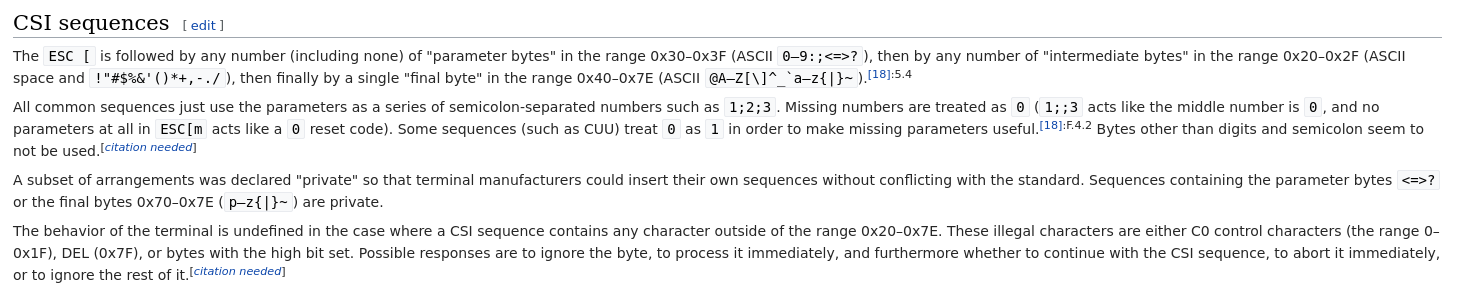 CSI sequences [ edit ]
The ESC [ is followed by any number (including none) of "parameter bytes" in the range 0x30–0x3F (ASCII 0–9:;<=>? ), then by any number of "intermediate bytes" in the range 0x20–0x2F (ASCII
space and !"#$%&'()*+,-./ ), then finally by a single "final byte" in the range 0x40–0x7E (ASCII @A–Z[\]^_`a–z{|}~ ).[18]:5.4
All common sequences just use the parameters as a series of semicolon-separated numbers such as 1;2;3 . Missing numbers are treated as 0 ( 1;;3 acts like the middle number is 0 , and no
parameters at all in ESC[m acts like a 0 reset code). Some sequences (such as CUU) treat 0 as 1 in order to make missing parameters useful.[18]:F.4.2 Bytes other than digits and semicolon seem to
not be used.[citation needed]
A subset of arrangements was declared "private" so that terminal manufacturers could insert their own sequences without conflicting with the standard. Sequences containing the parameter bytes <=>?
or the final bytes 0x70–0x7E ( p–z{|}~ ) are private.
The behavior of the terminal is undefined in the case where a CSI sequence contains any character outside of the range 0x20–0x7E. These illegal characters are either C0 control characters (the range 0–
0x1F), DEL (0x7F), or bytes with the high bit set. Possible responses are to ignore the byte, to process it immediately, and furthermore whether to continue with the CSI sequence, to abort it immediately,
or to ignore the rest of it.[citation needed]